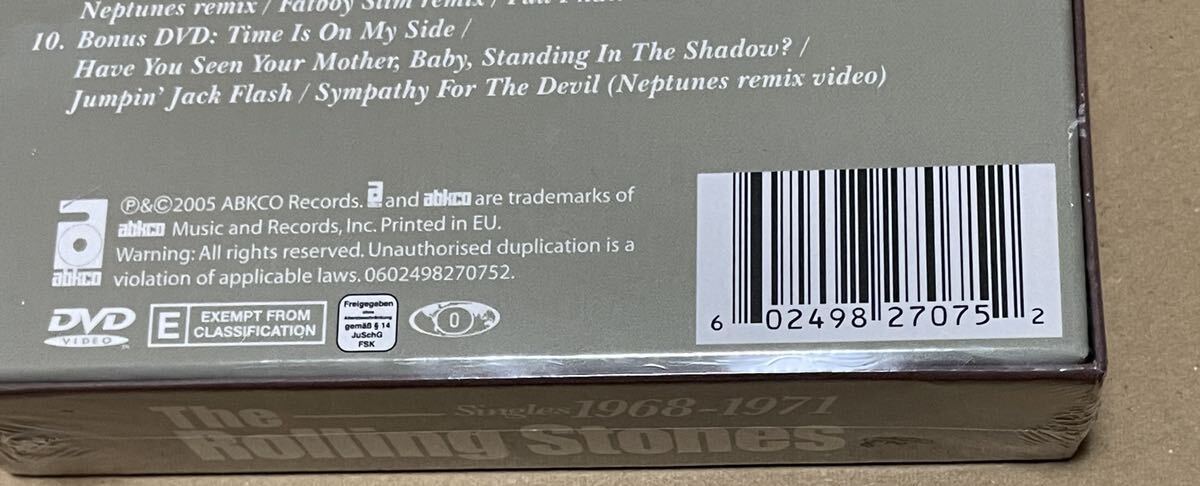 Neptunes remix / Fatboy Slim remix /
10. Bonus DVD: Time Is On My Side /
Have You Seen Your Mother, Baby, Standing In The Shadow? /
Jumpin' Jack Flash / Sympathy For The Devil (Neptunes remix video)
℗&©2005 ABKCO Records. a and abkco are trademarks of
abkco Music and Records, Inc. Printed in EU.
Warning: All rights reserved. Unauthorised duplication is a
violation of applicable laws. 0602498270752.
a
abkco
DVD
VIDEO
E EXEMPT FROM
CLASSIFICATION
Freigegeben
ohne
Altersbeschränkung
gemäß § 14
JuSchG
FSK
0
6 02498 27075 2
The Singles 1968-1971
Rolling Stones